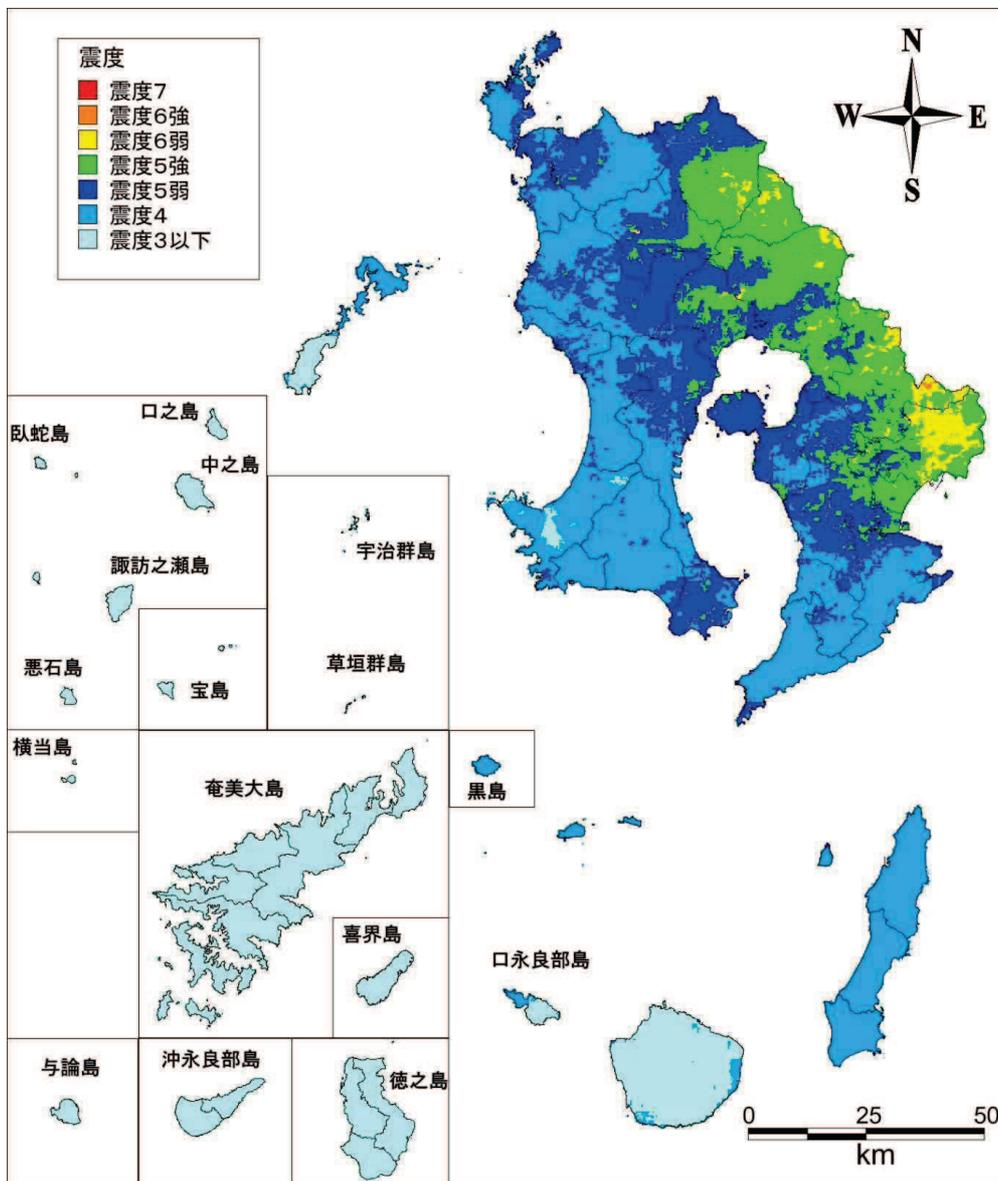 震度
震度7
震度6強
震度6弱
震度5強
震度5弱
震度4
震度3以下
N
W
E
S
口之島
臥蛇島
中之島
宇治群島
諏訪之瀬島
草垣群島
悪石島
宝島
横当島
奄美大島
黒島
喜界島
口永良部島
与論島
沖永良部島
徳之島
0 25 50
km